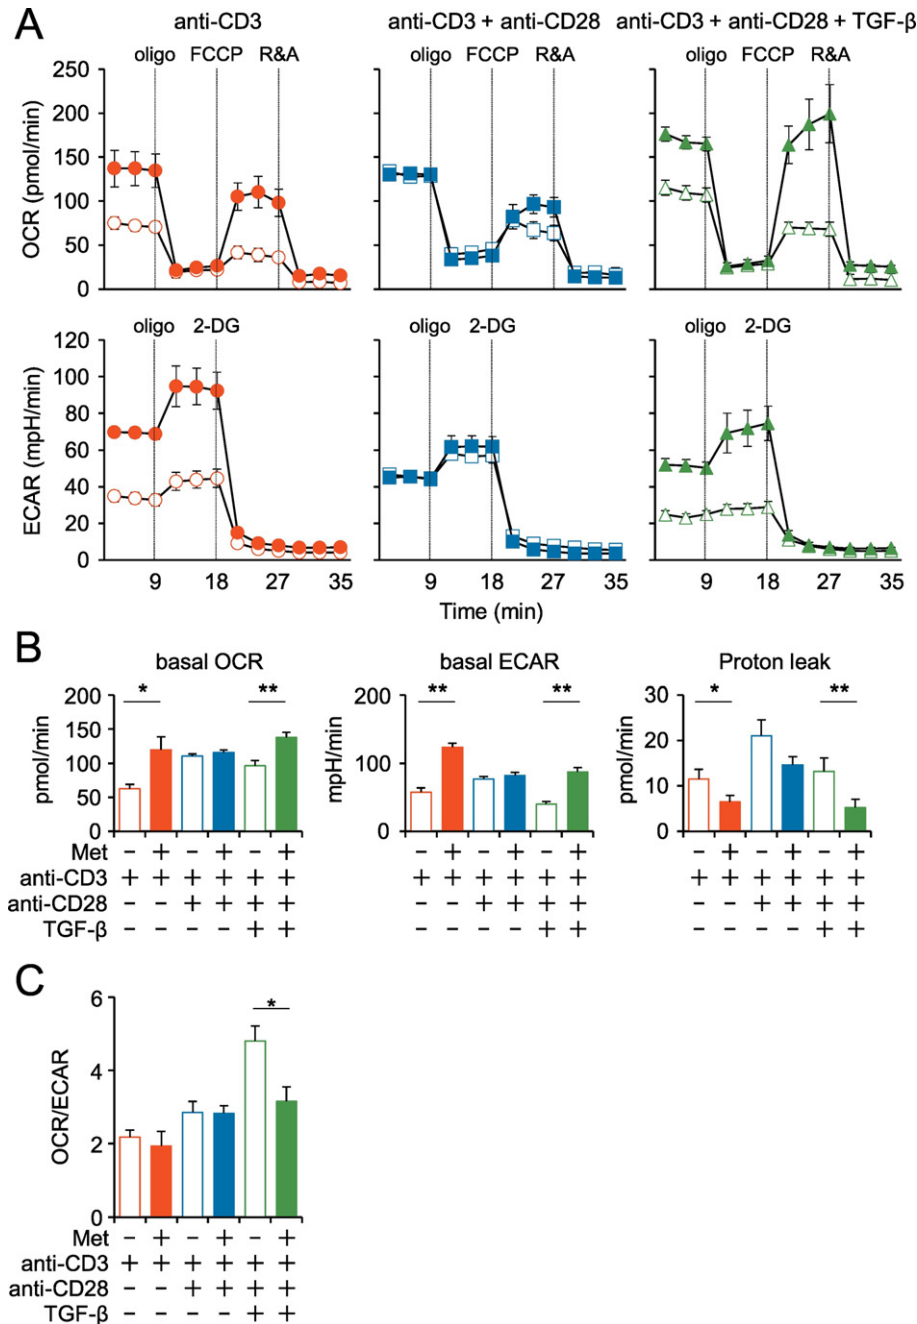 A
anti-CD3
anti-CD3 + anti-CD28
anti-CD3 + anti-CD28 + TGF-β
oligo FCCP R&A
oligo FCCP R&A
oligo FCCP R&A
OCR (pmol/min)
250
200
150
100
50
0
oligo 2-DG
oligo 2-DG
oligo 2-DG
ECAR (mpH/min)
120
100
80
60
40
20
0
9 18 27 35
9 18 27 35
9 18 27 35
Time (min)
B
basal OCR
pmol/min
200
150
100
50
0
* **
basal ECAR
mpH/min
200
100
0
** **
Proton leak
pmol/min
30
20
10
0
* **
Met - + - + - + - + - + - + - + - + - +
anti-CD3 + + + + + + + + + + + + + + + + + +
anti-CD28 - - + + + + - - + + + + - - + + + +
TGF-β - - - - + + - - - - + + - - - - + +
C
OCR/ECAR
6
4
2
0
*
Met - + - + - +
anti-CD3 + + + + + +
anti-CD28 - - + + + +
TGF-β - - - - + +